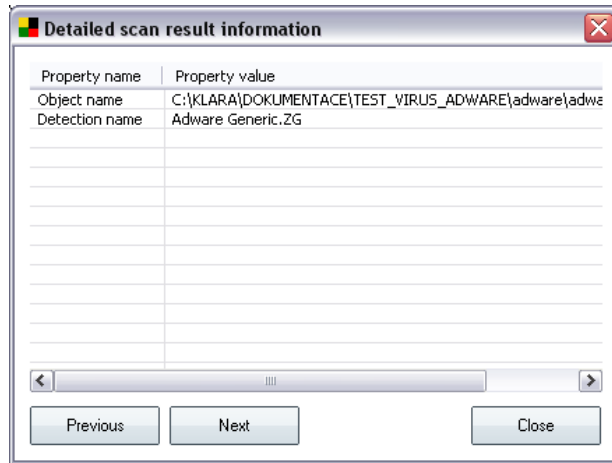 Detailed scan result information
Property name Property value
Object name C:\KLARA\DOKUMENTACE\TEST_VIRUS_ADWARE\adware\adwa
Detection name Adware Generic.ZG
Previous Next Close